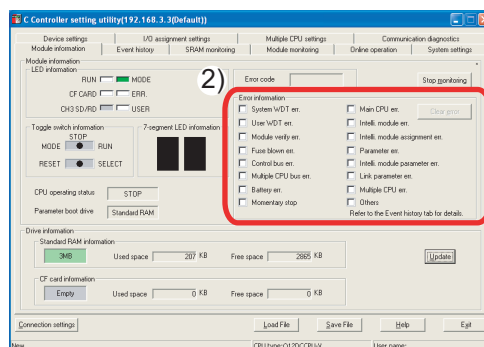 C Controller setting utility(192.168.3.3(Default))
Device settings I/O assignment settings Multiple CPU settings Communication diagnostics
Module information Event history SRAM monitoring Module monitoring Online operation System settings
Module information
LED information
RUN MODE
CF CARD ERR.
CH3 SD/RD USER
Error code
Stop monitoring
2)
Error information
System WDT err. Main CPU err. Clear error
User WDT err. Intelli. module err.
Module verify err. Intelli. module assignment err.
Fuse blown err. Parameter err.
Control bus err. Intelli. module parameter err.
Multiple CPU bus err. Link parameter err.
Battery err. Multiple CPU err.
Momentary stop Others
Refer to the Event history tab for details.
Toggle switch information
STOP
MODE RUN
RESET SELECT
7-segment LED information
CPU operating status STOP
Parameter boot drive Standard RAM
Drive information
Standard RAM information
3MB Used space 207 KB Free space 2865 KB
Update
CF card information
Empty Used space 0 KB Free space 0 KB
Connection settings Load File Save File Help Exit
New CPU type:Q12DCCPU-V User name: